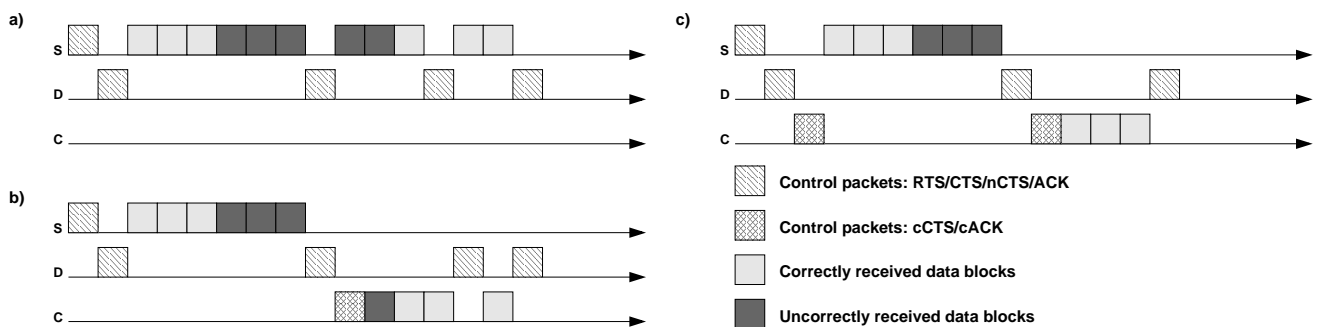 a)
S
D
C
b)
S
D
C
c)
S
D
C
Control packets: RTS/CTS/nCTS/ACK
Control packets: cCTS/cACK
Correctly received data blocks
Uncorrectly received data blocks